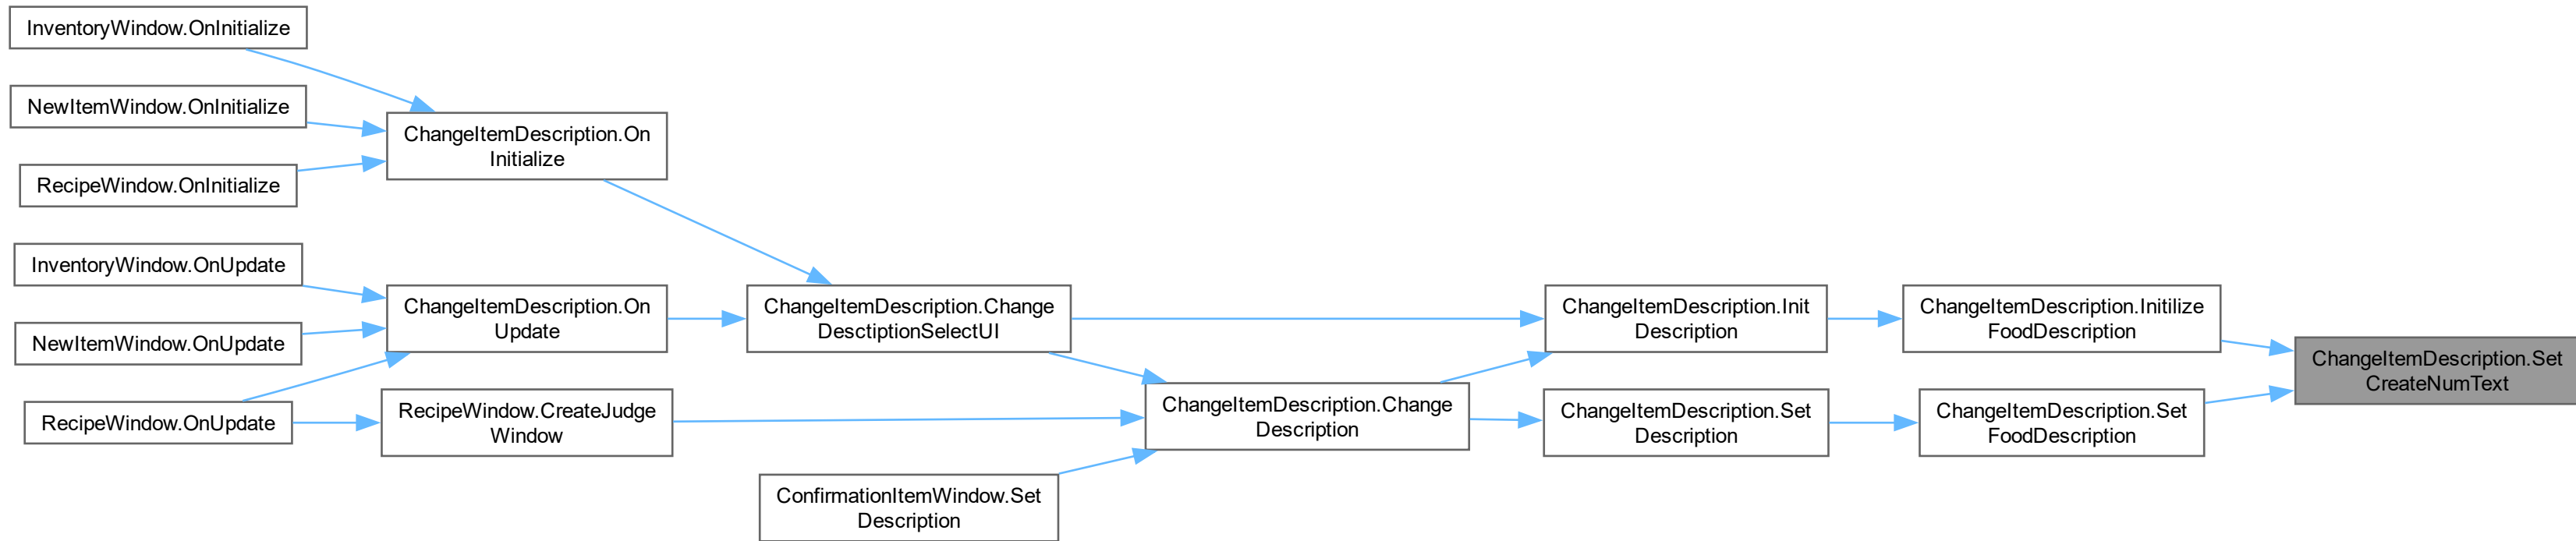 InventoryWindow.OnInitialize
NewItemWindow.OnInitialize
RecipeWindow.OnInitialize
InventoryWindow.OnUpdate
NewItemWindow.OnUpdate
RecipeWindow.OnUpdate
ChangeItemDescription.On
Initialize
ChangeItemDescription.On
Update
RecipeWindow.CreateJudge
Window
ChangeItemDescription.Change
DesctiptionSelectUI
ConfirmationItemWindow.Set
Description
ChangeItemDescription.Change
Description
ChangeItemDescription.Init
Description
ChangeItemDescription.Set
Description
ChangeItemDescription.Initilize
FoodDescription
ChangeItemDescription.Set
FoodDescription
ChangeItemDescription.Set
CreateNumText